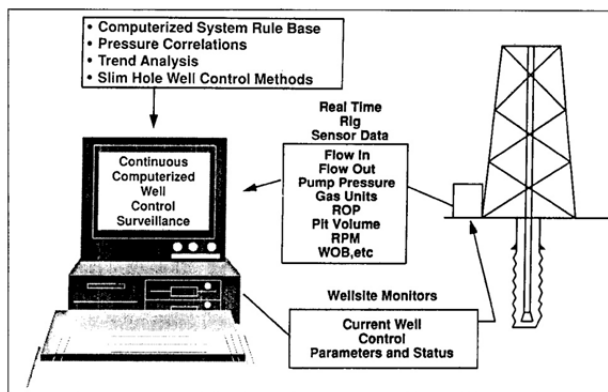 • Computerized System Rule Base
• Pressure Correlations
• Trend Analysis
• Slim Hole Well Control Methods
Real Time
Rig
Sensor Data
Continuous
Computerized
Well
Control
Surveillance
Flow In
Flow Out
Pump Pressure
Gas Units
ROP
Pit Volume
RPM
WOB,etc
Wellsite Monitors
Current Well
Control
Parameters and Status